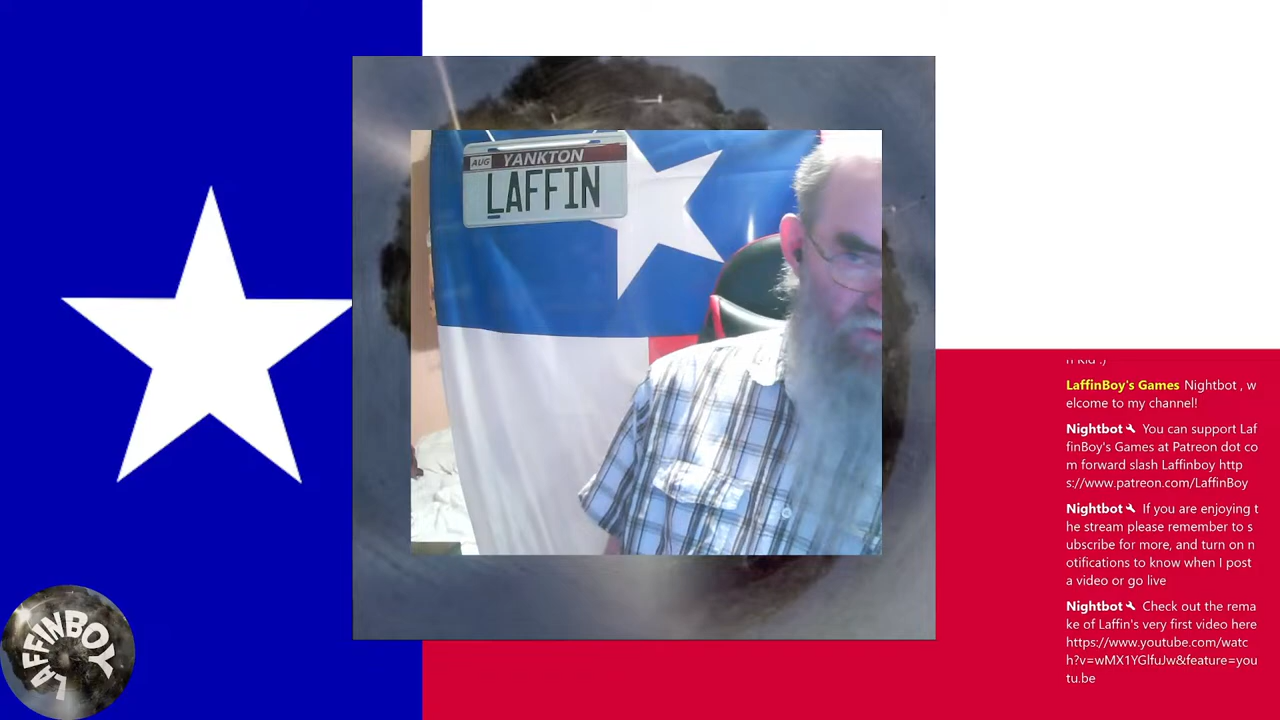 AUG YANKTON
LAFFIN
LaffinBoy's Games Nightbot , w
elcome to my channel!
Nightbot You can support Laf
finBoy's Games at Patreon dot co
m forward slash Laffinboy http
s://www.patreon.com/LaffinBoy
Nightbot If you are enjoying t
he stream please remember to s
ubscribe for more, and turn on n
otifications to know when I post
a video or go live
Nightbot Check out the rema
ke of Laffin's very first video here
https://www.youtube.com/watc
h?v=wMX1YGlfuJw&feature=you
tu.be
LAFFINBOY